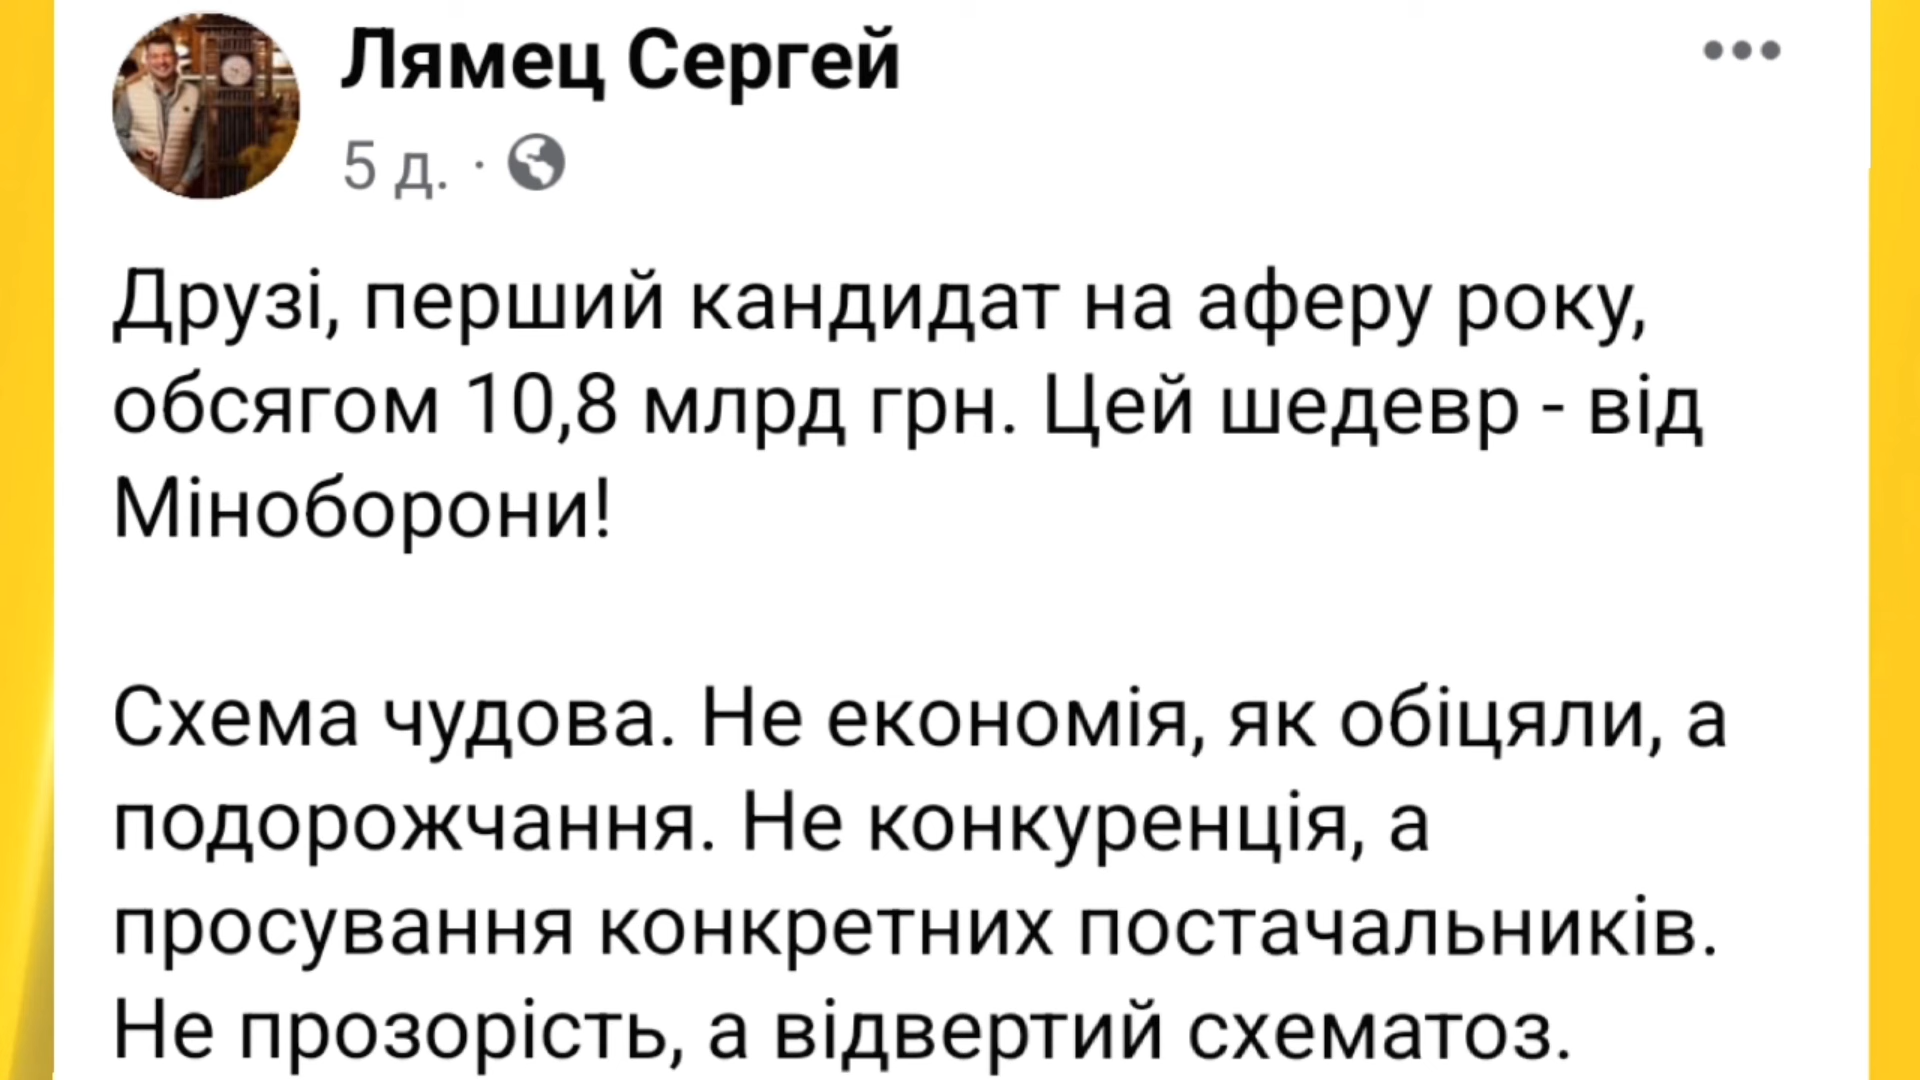 Лямец Сергей
5 д. ·
Друзі, перший кандидат на аферу року,
обсягом 10,8 млрд грн. Цей шедевр - від
Міноборони!
Схема чудова. Не економія, як обіцяли, а
подорожчання. Не конкуренція, а
просування конкретних постачальників.
Не прозорість, а відвертий схематоз.